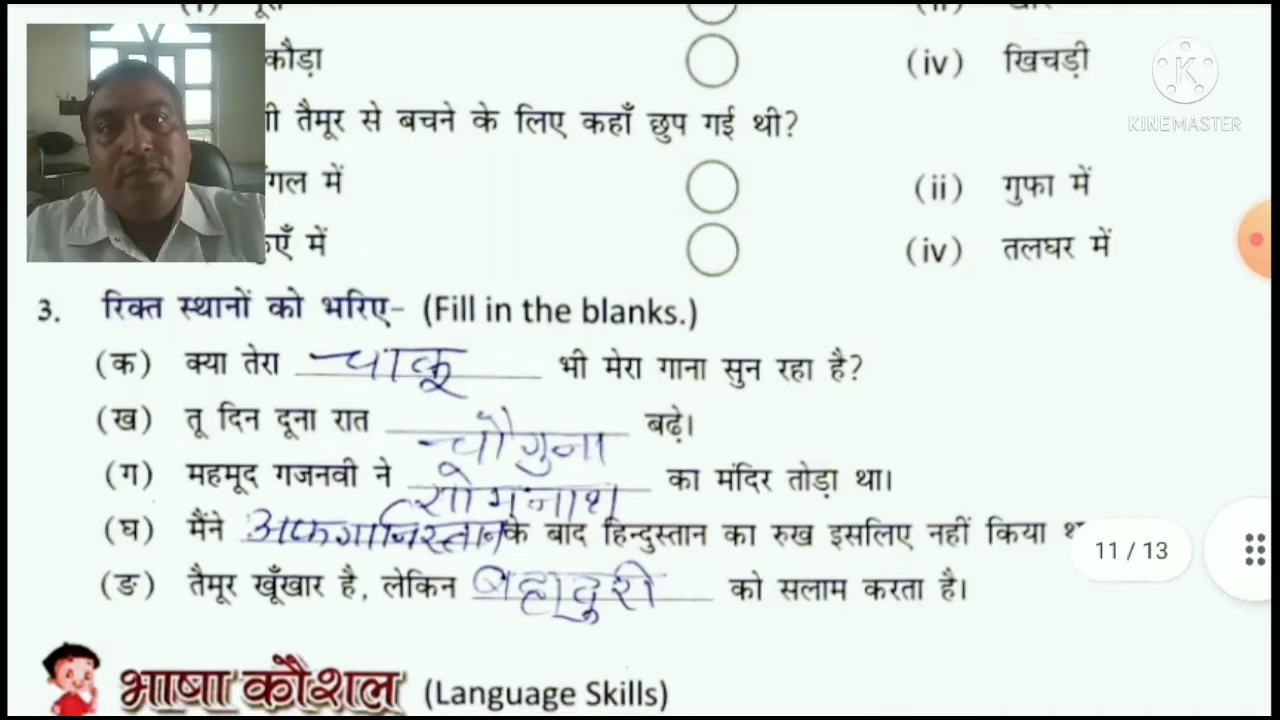 कौड़ा
(iv) खिचड़ी
KINEMASTER
तैमूर से बचने के लिए कहाँ छुप गई थी?
में
(ii) गुफा में
में
(iv) तलघर में
3. रिक्त स्थानों को भरिए- (Fill in the blanks.)
(क) क्या तेरा चाकू भी मेरा गाना सुन रहा है?
(ख) तू दिन दूना रात चौगुना बढ़े।
(ग) महमूद गजनवी ने सोमनाथ का मंदिर तोड़ा था।
(घ) मैंने अफगानिस्तान के बाद हिन्दुस्तान का रुख इसलिए नहीं किया
11 / 13
(ङ) तैमूर खूँखार है, लेकिन बहादुरी को सलाम करता है।
भाषा कौशल (Language Skills)